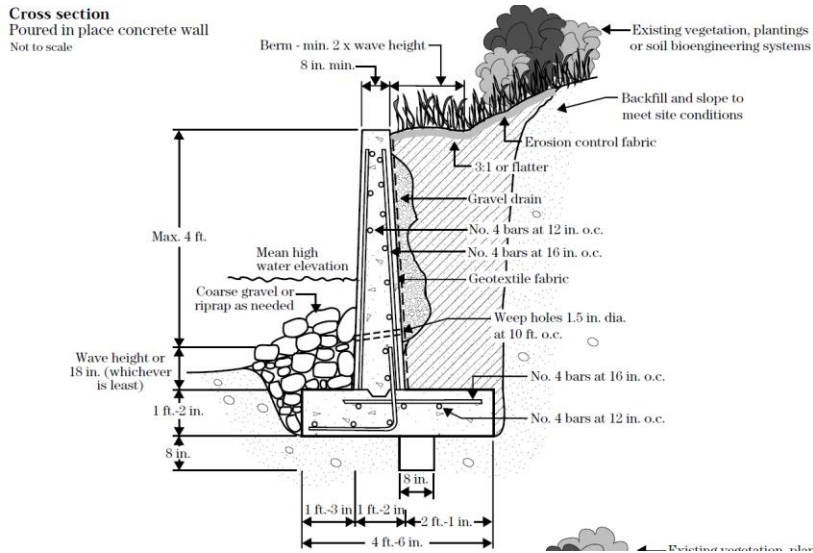 Cross section
Poured in place concrete wall
Not to scale
Berm - min. 2 x wave height
8 in. min.
Existing vegetation, plantings
or soil bioengineering systems
Backfill and slope to
meet site conditions
Erosion control fabric
3:1 or flatter
Gravel drain
Max. 4 ft.
No. 4 bars at 12 in. o.c.
Mean high
water elevation
No. 4 bars at 16 in. o.c.
Geotextile fabric
Coarse gravel or
riprap as needed
Weep holes 1.5 in. dia.
at 10 ft. o.c.
Wave height or
18 in. (whichever
is least)
No. 4 bars at 16 in. o.c.
1 ft.-2 in.
No. 4 bars at 12 in. o.c.
8 in.
8 in.
1 ft.-3 in
1 ft.-2 in
2 ft.-1 in.
4 ft.-6 in.
Existing vegetation,